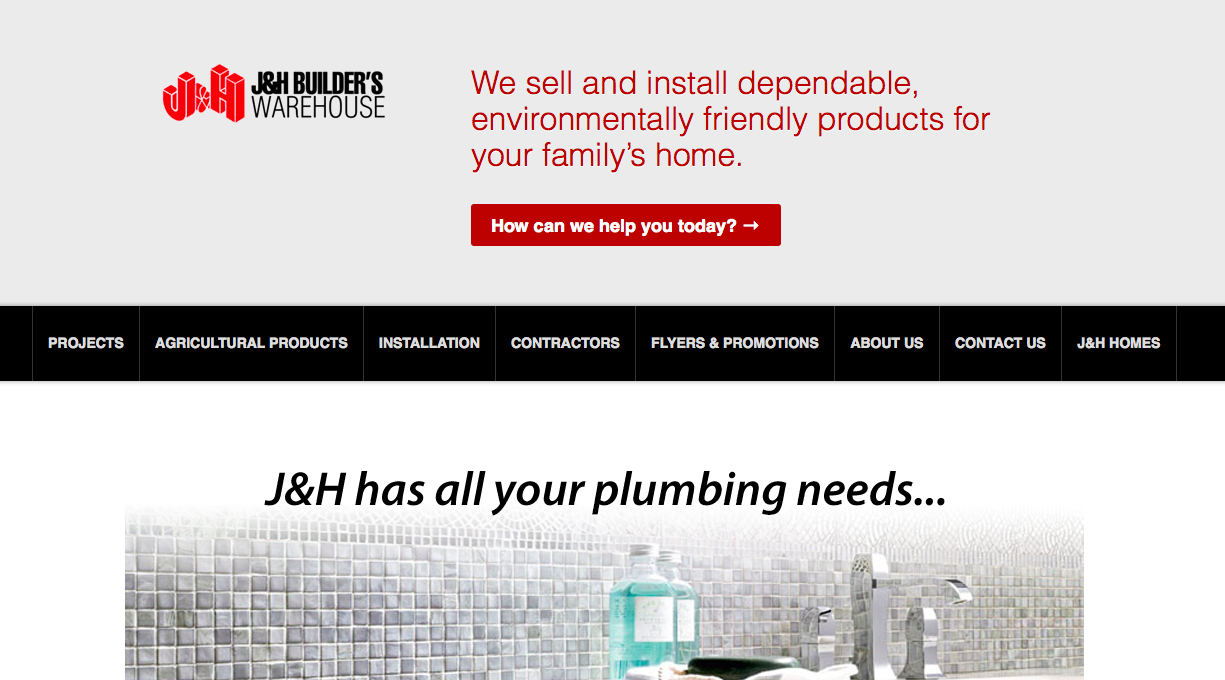 J&H
J&H BUILDER'S
WAREHOUSE
We sell and install dependable,
environmentally friendly products for
your family's home.
How can we help you today? →
PROJECTS
AGRICULTURAL PRODUCTS
INSTALLATION
CONTRACTORS
FLYERS & PROMOTIONS
ABOUT US
CONTACT US
J&H HOMES
J&H has all your plumbing needs...